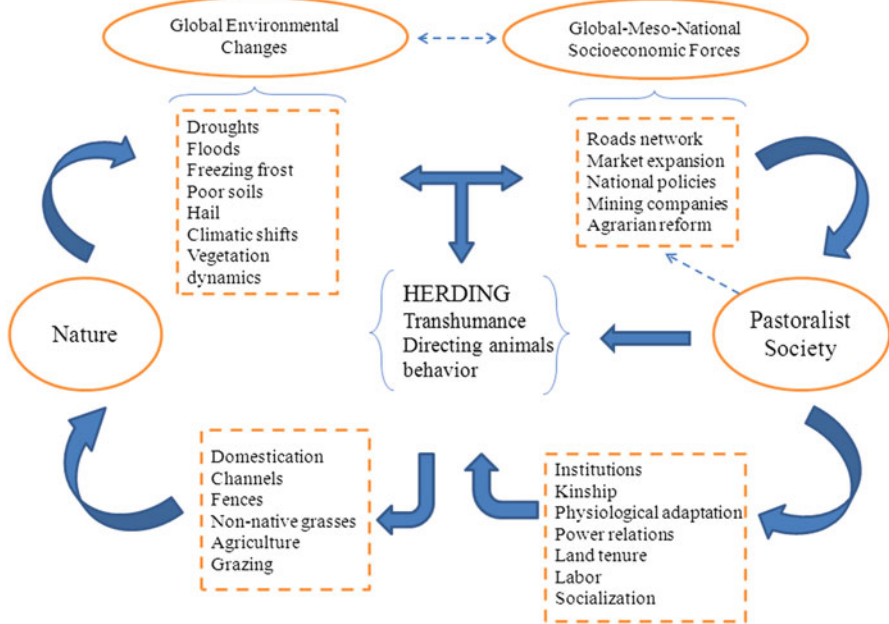 Global Environmental
Changes
Global-Meso-National
Socioeconomic Forces
Droughts
Floods
Freezing frost
Poor soils
Hail
Climatic shifts
Vegetation
dynamics
Roads network
Market expansion
National policies
Mining companies
Agrarian reform
Nature
HERDING
Transhumance
Directing animals
behavior
Pastoralist
Society
Domestication
Channels
Fences
Non-native grasses
Agriculture
Grazing
Institutions
Kinship
Physiological adaptation
Power relations
Land tenure
Labor
Socialization